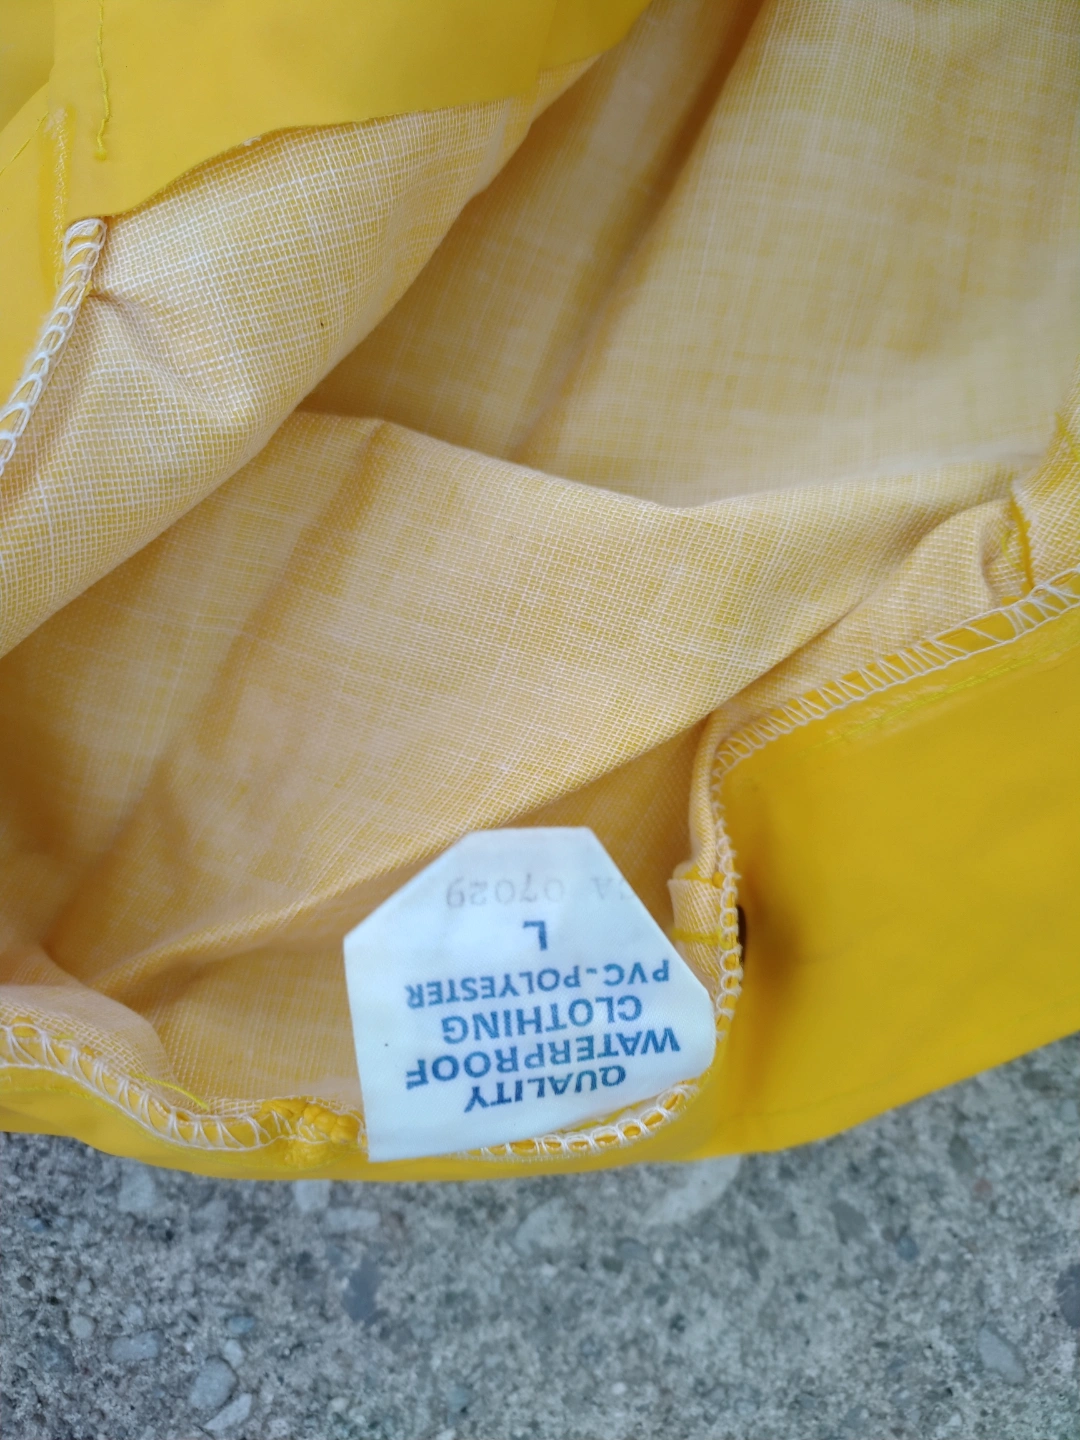 QUALITY
WATERPROOF
CLOTHING
PVC-POLYESTER
L
07029